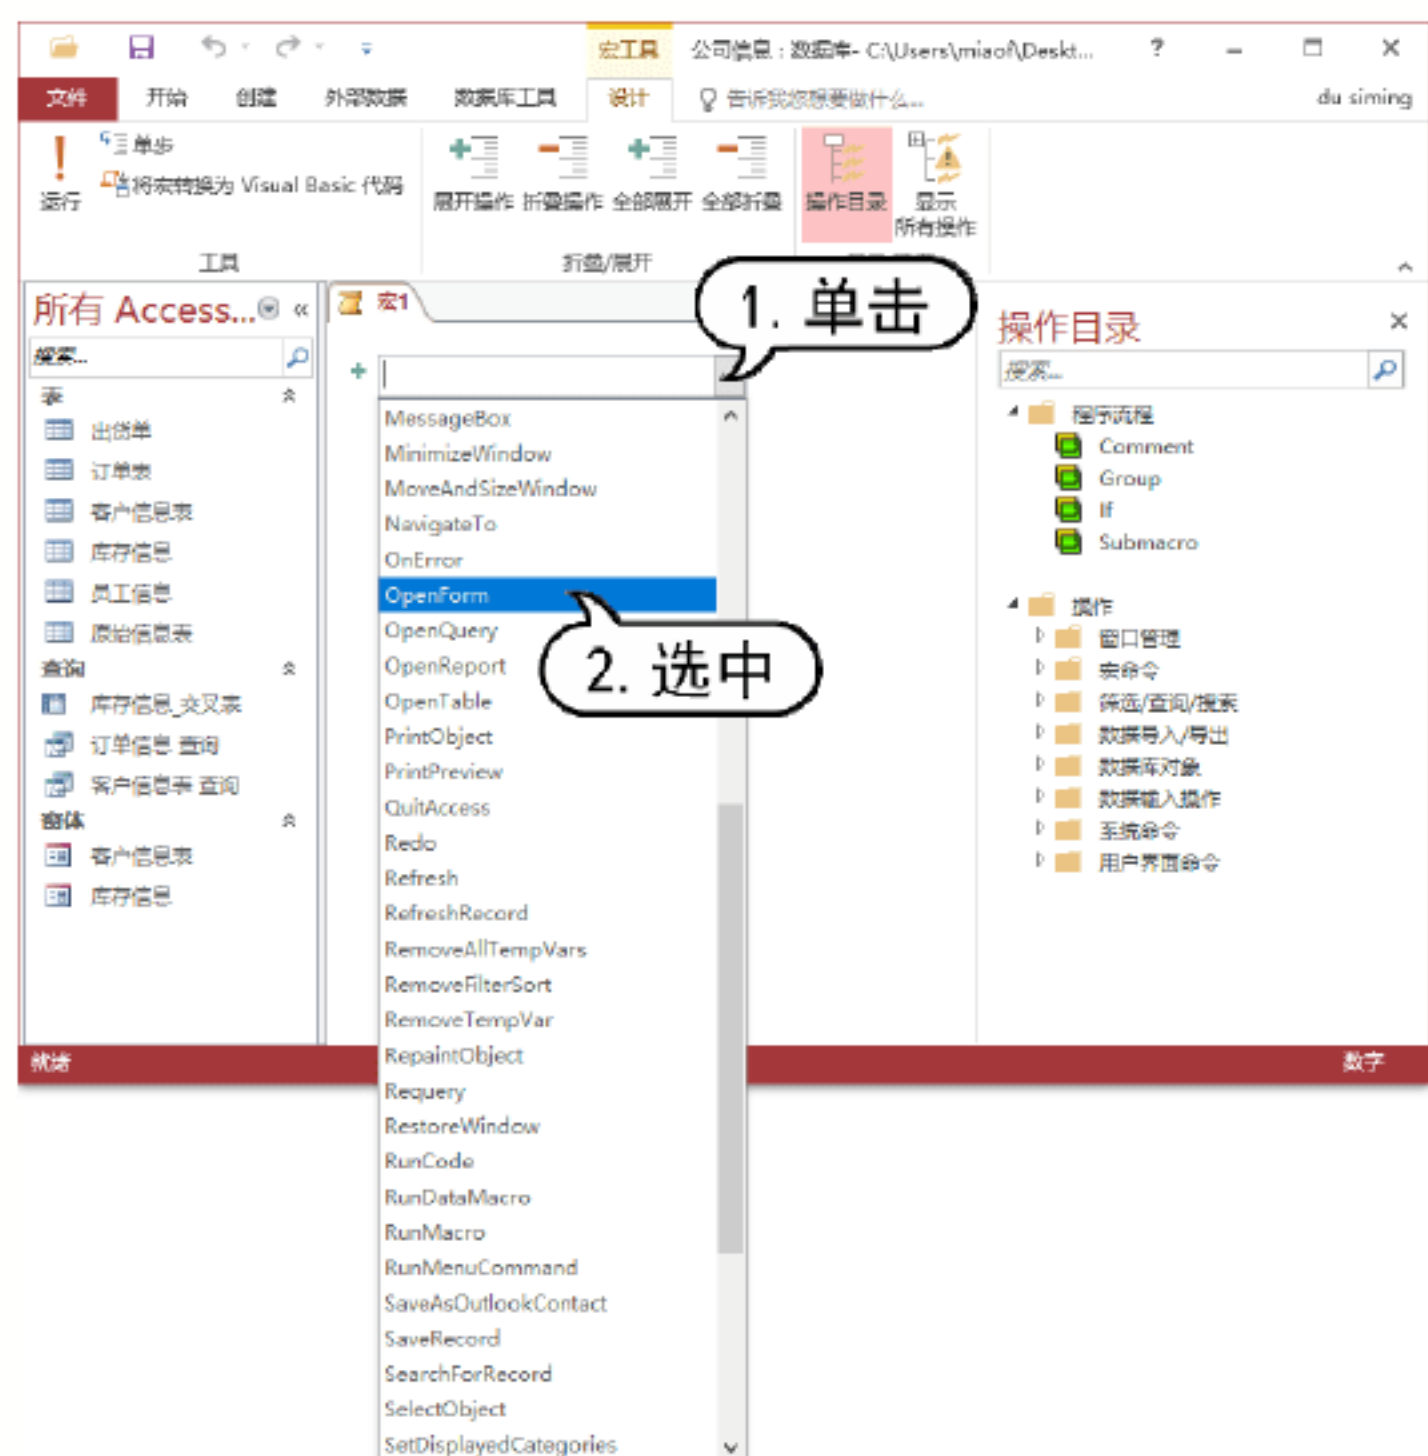 宏工具
公司信息 : 数据库- C:\Users\miaof\Deskt...
?
文件
开始
创建
外部数据
数据库工具
设计
告诉我您想要做什么...
du siming
运行
单步
将宏转换为 Visual Basic 代码
工具
展开操作 折叠操作 全部展开 全部折叠
折叠/展开
操作目录
显示
所有操作
所有 Access...
搜索...
表
出货单
订单表
客户信息表
库存信息
员工信息
原始信息表
查询
库存信息_交叉表
订单信息 查询
客户信息表 查询
窗体
客户信息表
库存信息
宏1
1. 单击
MessageBox
MinimizeWindow
MoveAndSizeWindow
NavigateTo
OnError
OpenForm
2. 选中
OpenQuery
OpenReport
OpenTable
PrintObject
PrintPreview
QuitAccess
Redo
Refresh
RefreshRecord
RemoveAllTempVars
RemoveFilterSort
RemoveTempVar
RepaintObject
Requery
RestoreWindow
RunCode
RunDataMacro
RunMacro
RunMenuCommand
SaveAsOutlookContact
SaveRecord
SearchForRecord
SelectObject
SetDisplayedCategories
操作目录
搜索...
程序流程
Comment
Group
If
Submacro
操作
窗口管理
宏命令
筛选/查询/搜索
数据导入/导出
数据库对象
数据输入操作
系统命令
用户界面命令
就绪
数字